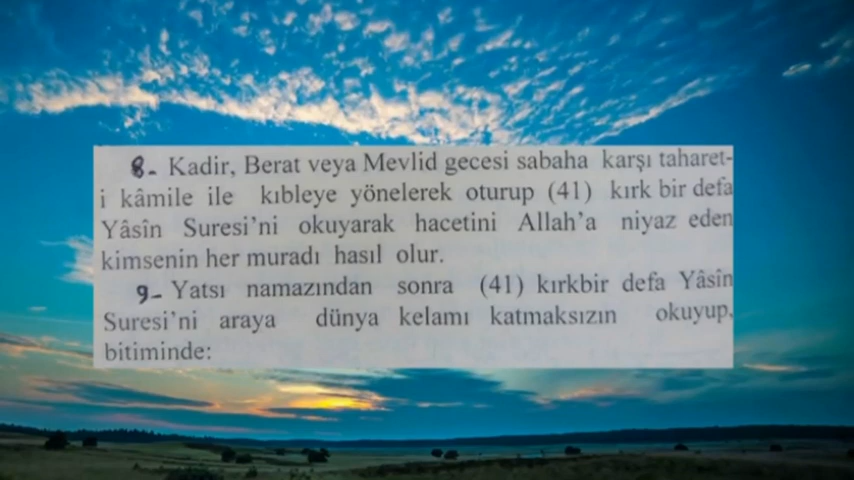 8- Kadir, Berat veya Mevlid gecesi sabaha karşı taharet-
i kâmile ile kıbleye yönelerek oturup (41) kırk bir defa
Yâsîn Suresi'ni okuyarak hacetini Allah'a niyaz eden
kimsenin her muradı hasıl olur.
9- Yatsı namazından sonra (41) kırkbir defa Yâsîn
Suresi'ni araya dünya kelamı katmaksızın okuyup,
bitiminde: